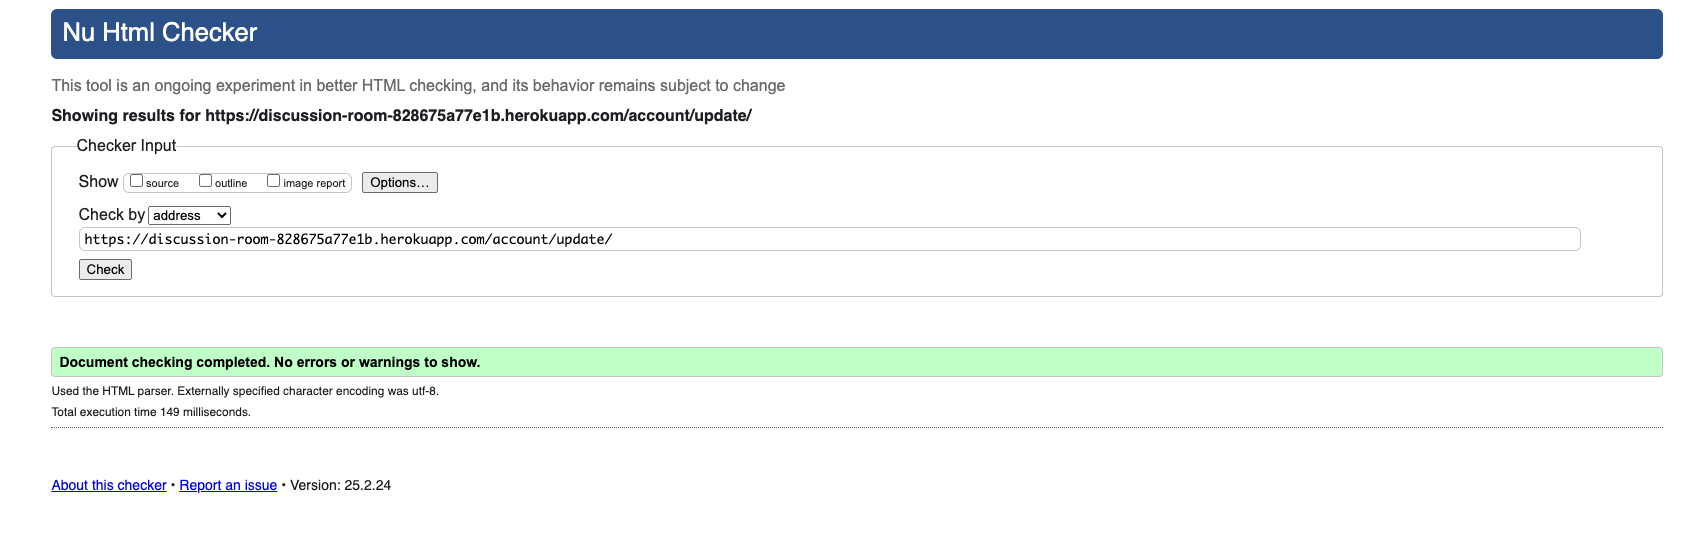 Nu Html Checker
This tool is an ongoing experiment in better HTML checking, and its behavior remains subject to change
Showing results for https://discussion-room-828675a77e1b.herokuapp.com/account/update/
Checker Input
Show source outline image report Options...
Check by address
https://discussion-room-828675a77e1b.herokuapp.com/account/update/
Check
Document checking completed. No errors or warnings to show.
Used the HTML parser. Externally specified character encoding was utf-8.
Total execution time 149 milliseconds.
About this checker • Report an issue • Version: 25.2.24